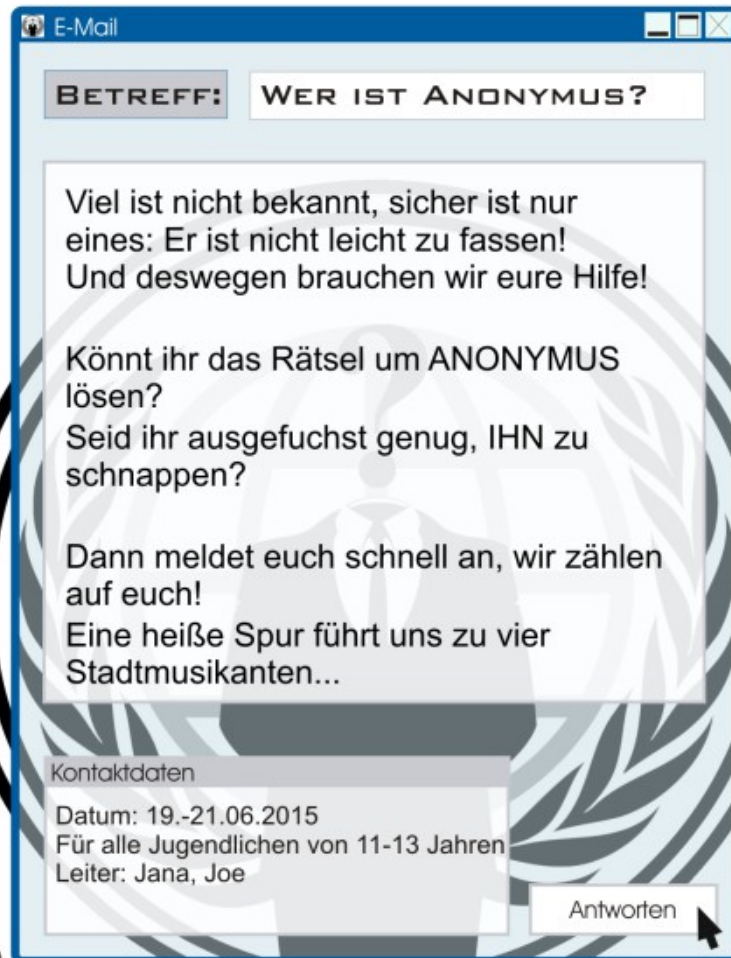 E-Mail
BETREFF: WER IST ANONYMUS?
Viel ist nicht bekannt, sicher ist nur
eines: Er ist nicht leicht zu fassen!
Und deswegen brauchen wir eure Hilfe!
Könnt ihr das Rätsel um ANONYMUS
lösen?
Seid ihr ausgefuchst genug, IHN zu
schnappen?
Dann meldet euch schnell an, wir zählen
auf euch!
Eine heiße Spur führt uns zu vier
Stadtmusikanten...
Kontaktdaten
Datum: 19.-21.06.2015
Für alle Jugendlichen von 11-13 Jahren
Leiter: Jana, Joe
Antworten